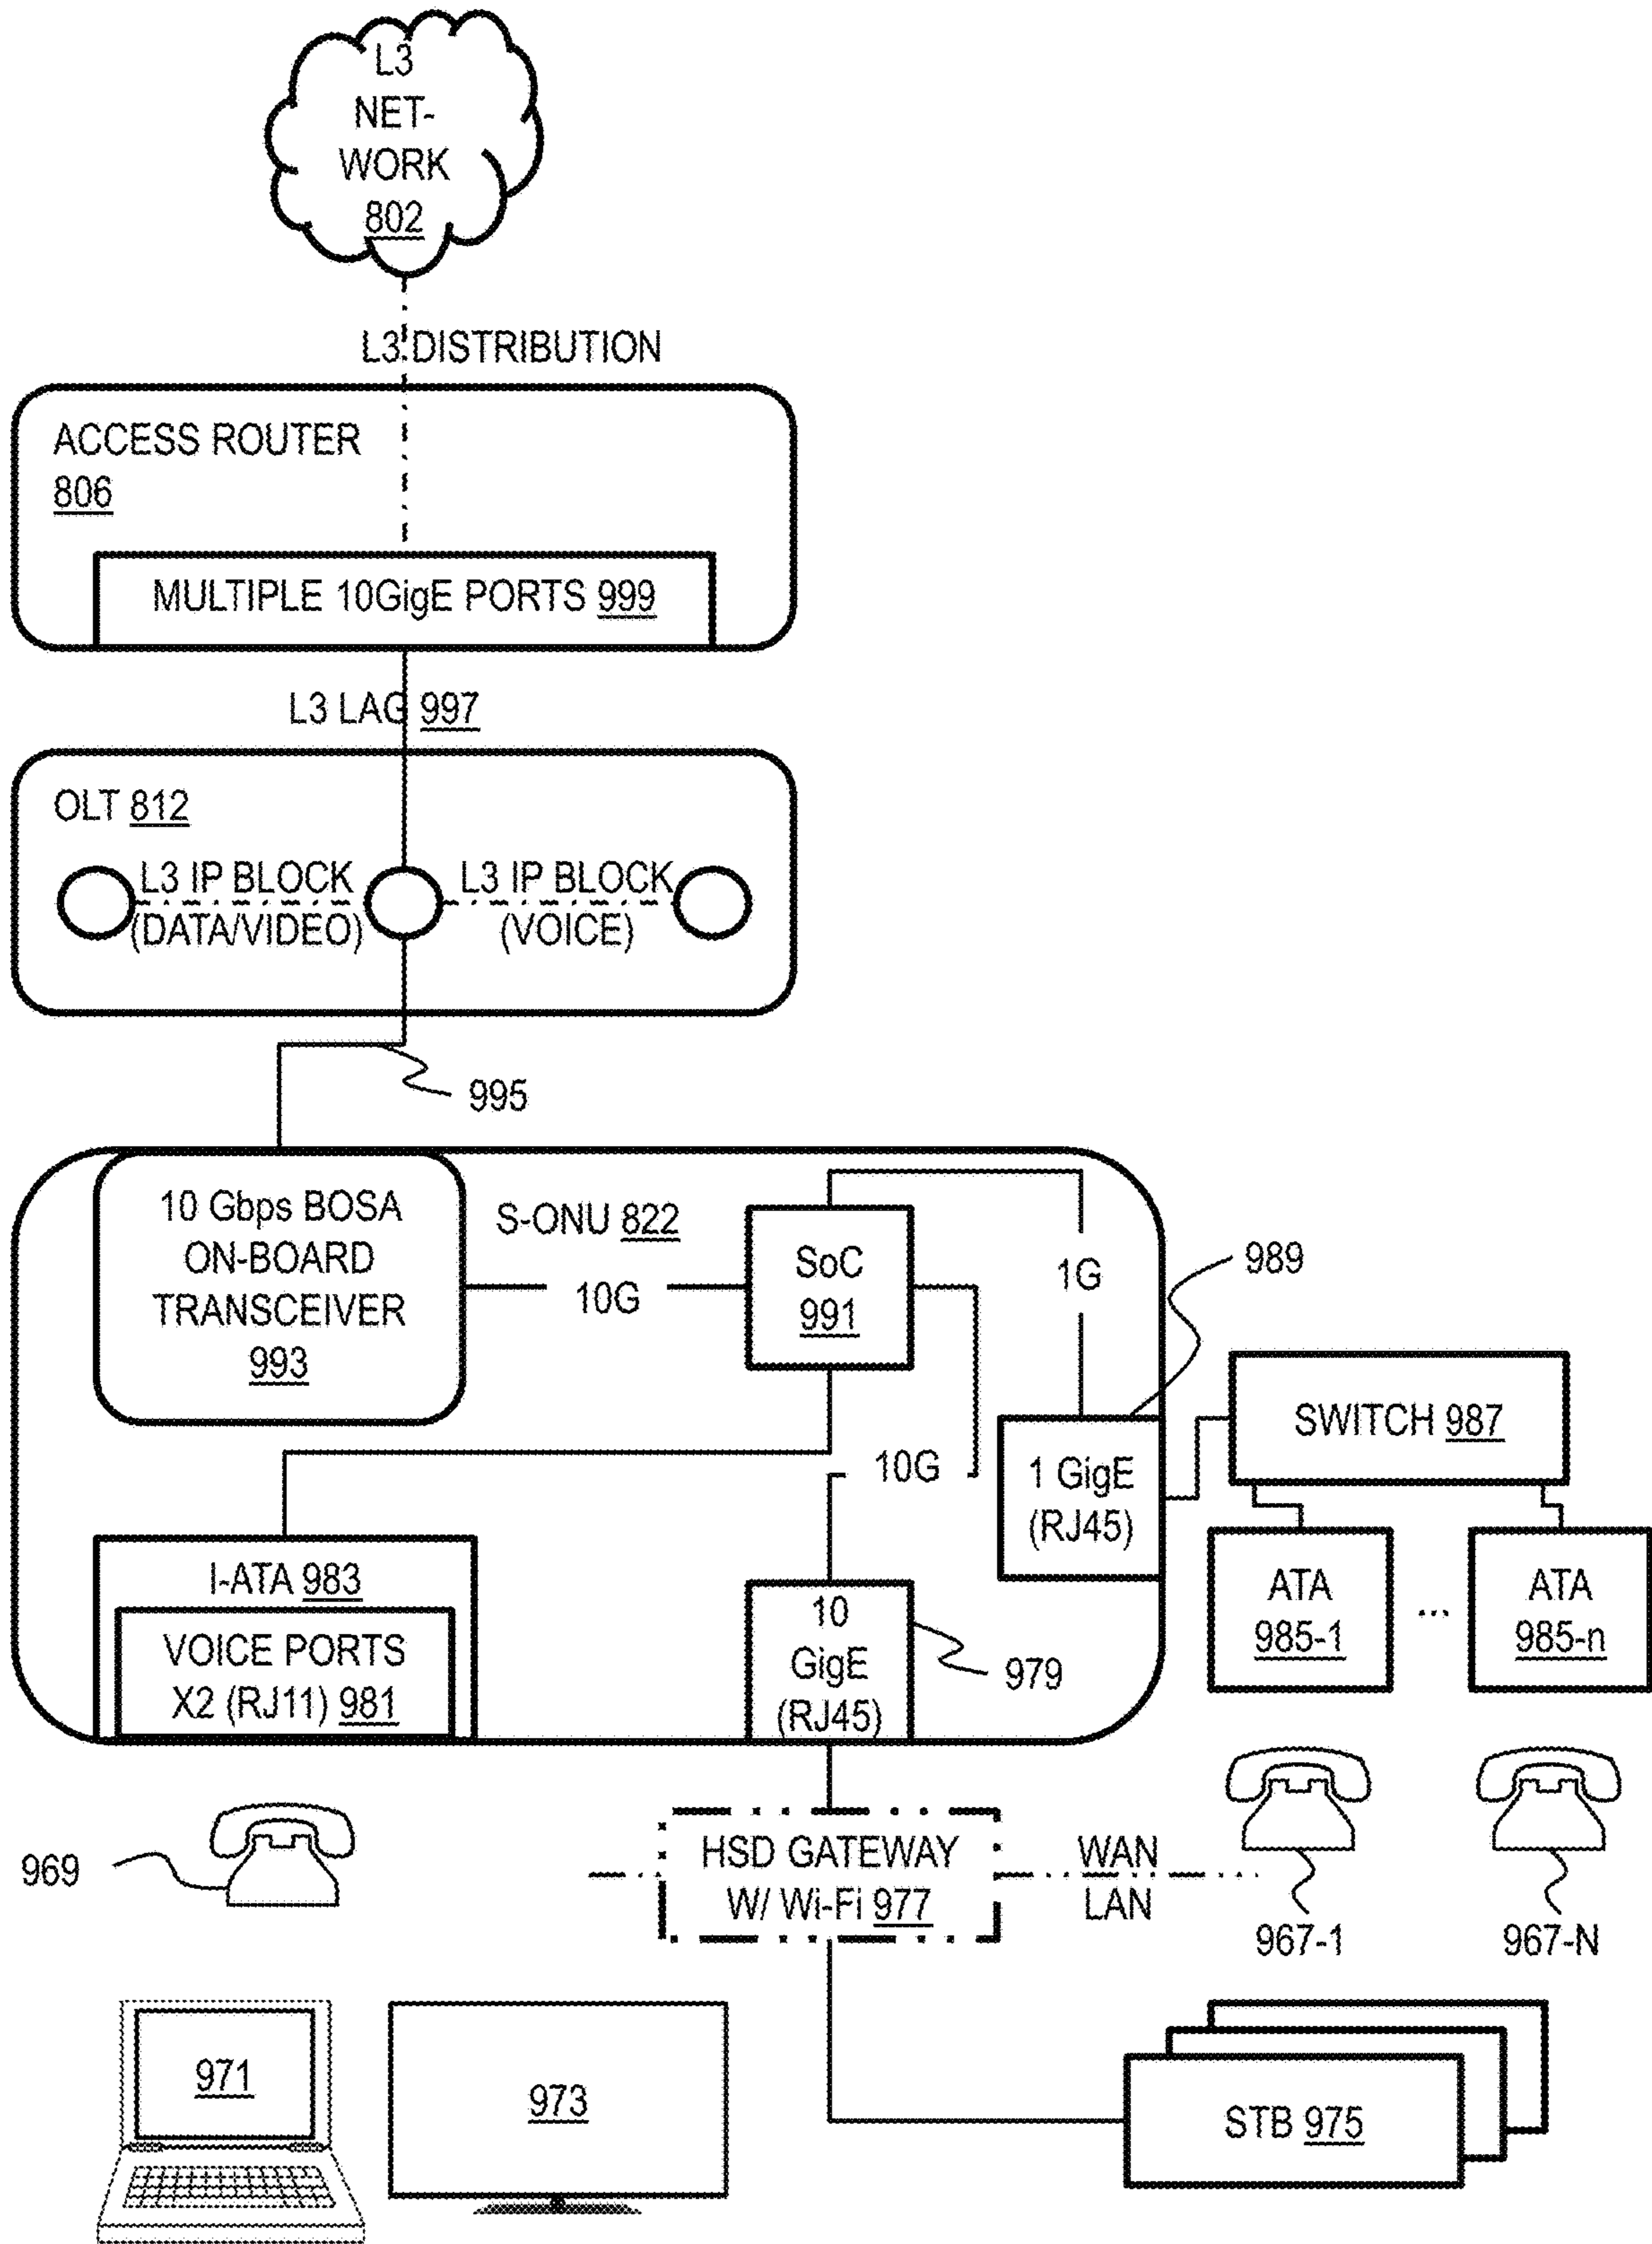 L3
NET-
WORK
802
L3 DISTRIBUTION
ACCESS ROUTER
806
MULTIPLE 10GigE PORTS 999
L3 LAG 997
OLT 812
L3 IP BLOCK
(DATA/VIDEO)
L3 IP BLOCK
(VOICE)
995
10 Gbps BOSA
ON-BOARD
TRANSCEIVER
993
S-ONU 822
10G
SoC
991
1G
989
10G
1 GigE
(RJ45)
SWITCH 987
ATA
985-1
...
ATA
985-n
I-ATA 983
VOICE PORTS
X2 (RJ11) 981
10
GigE
(RJ45)
979
969
HSD GATEWAY
W/ Wi-Fi 977
WAN
LAN
967-1
967-N
971
973
STB 975